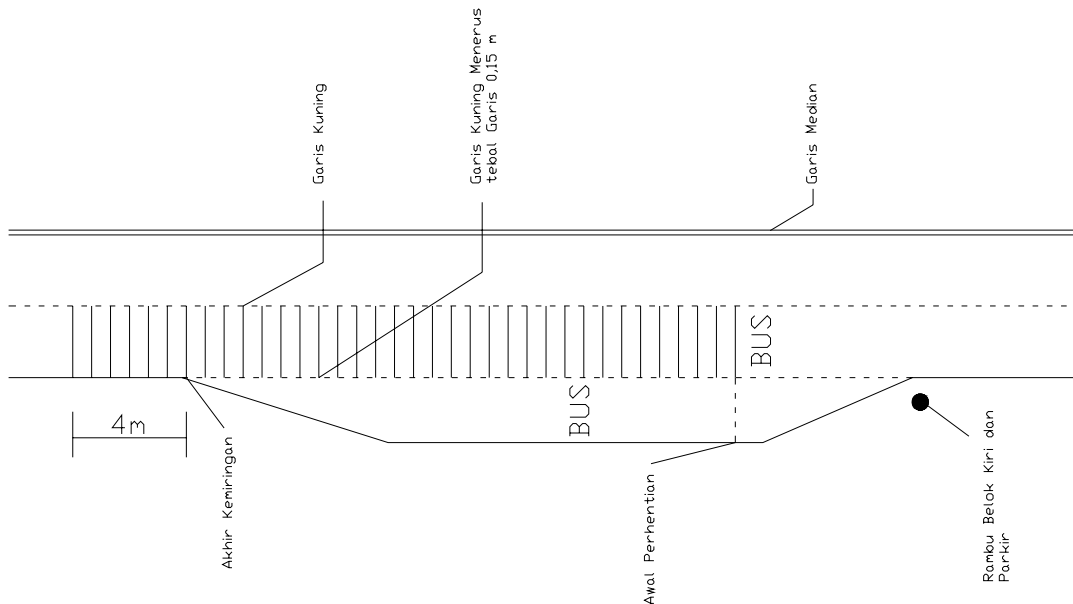 Garis Kuning
Garis Kuning Menerus
tebal Garis 0,15 m
Garis Median
BUS
BUS
4m
Akhir Kemiringan
Awal Perhentian
Rambu Belok Kiri dan
Parkir